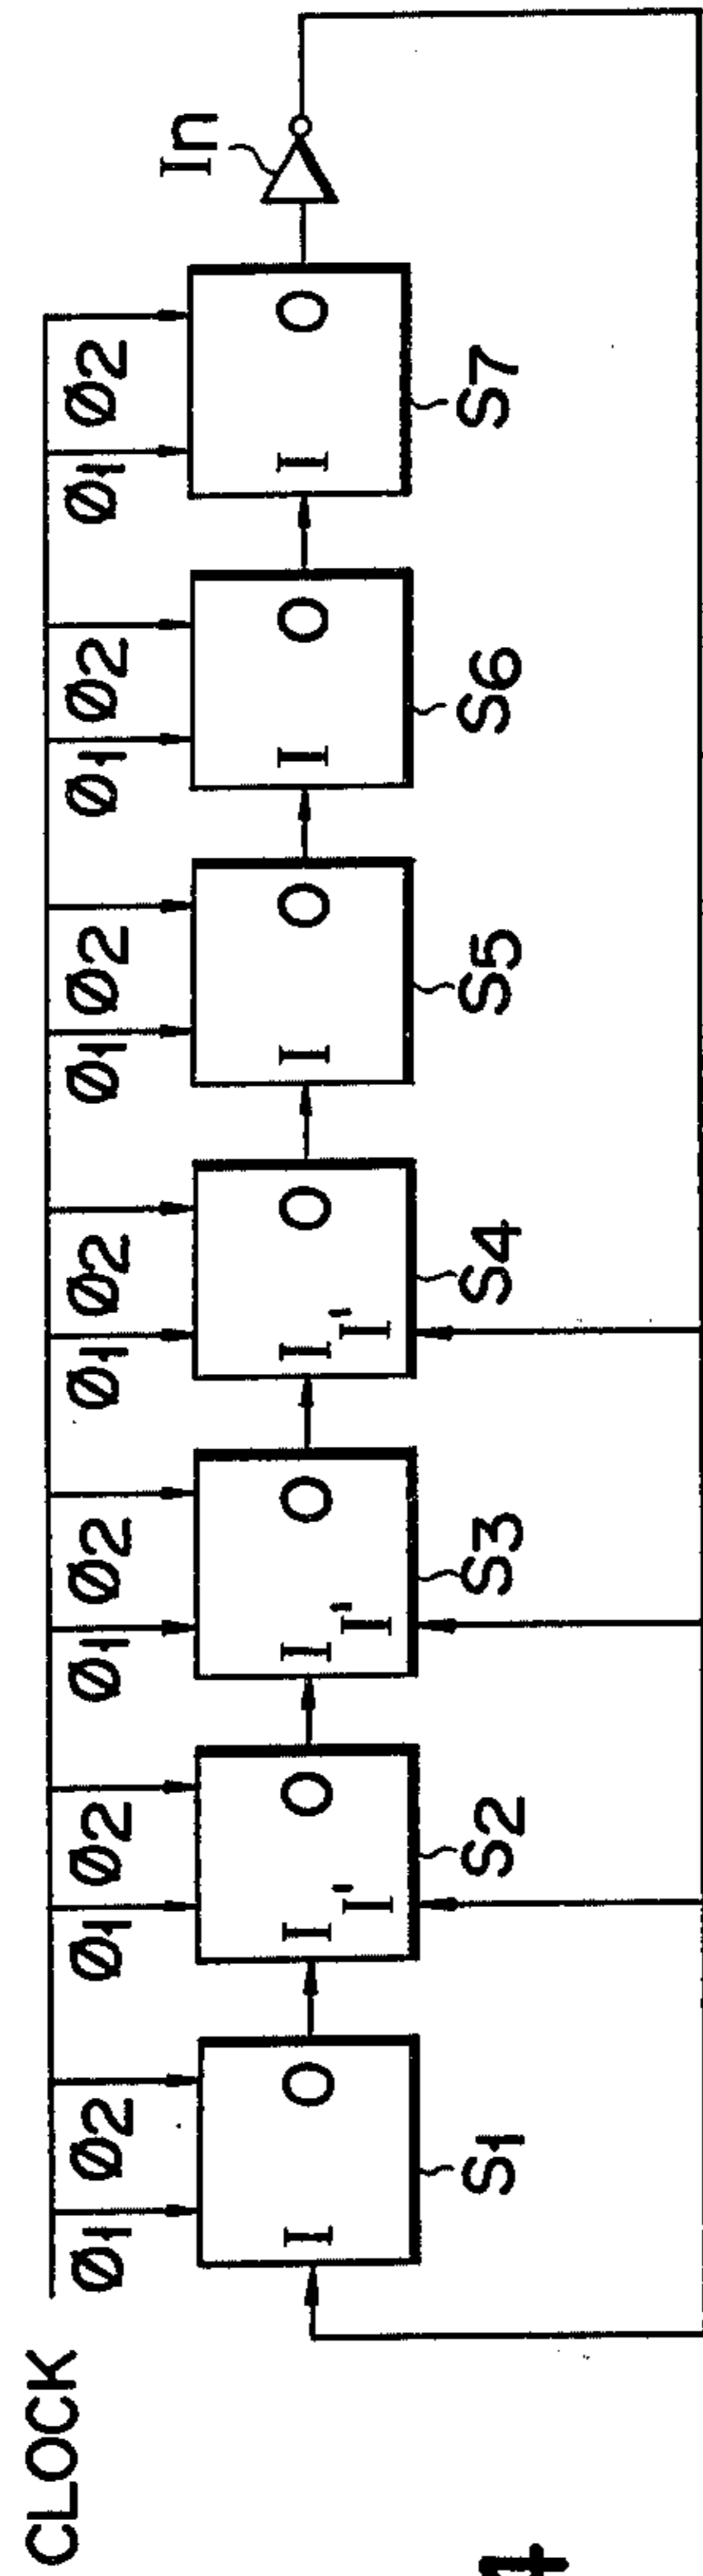 CLOCK
Ø1 Ø2 Ø1 Ø2 Ø1 Ø2 Ø1 Ø2 Ø1 Ø2 Ø1 Ø2 Ø1 Ø2
I O I O I O I O I O I O I O In
I' I' I'
S1 S2 S3 S4 S5 S6 S7